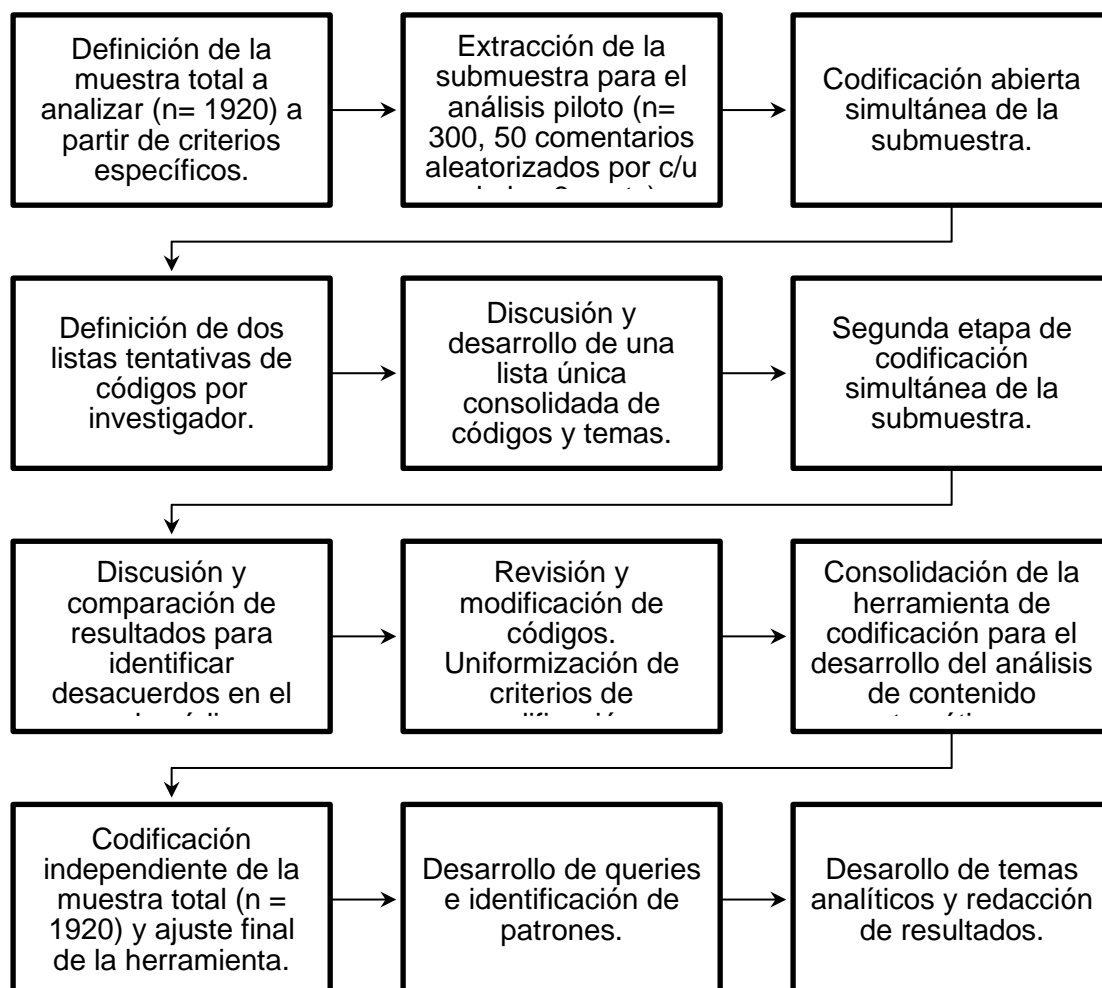 Definición de la
muestra total a
analizar (n= 1920) a
partir de criterios
específicos.
Extracción de la
submuestra para el
análisis piloto (n=
300, 50 comentarios
aleatorizados por c/u
Codificación abierta
simultánea de la
submuestra.
Definición de dos
listas tentativas de
códigos por
investigador.
Discusión y
desarrollo de una
lista única
consolidada de
códigos y temas.
Segunda etapa de
codificación
simultánea de la
submuestra.
Discusión y
comparación de
resultados para
identificar
desacuerdos en el
Revisión y
modificación de
códigos.
Uniformización de
criterios de
Consolidación de la
herramienta de
codificación para el
desarrollo del análisis
de contenido
Codificación
independiente de la
muestra total (n =
1920) y ajuste final
de la herramienta.
Desarrollo de queries
e identificación de
patrones.
Desarollo de temas
analíticos y redacción
de resultados.